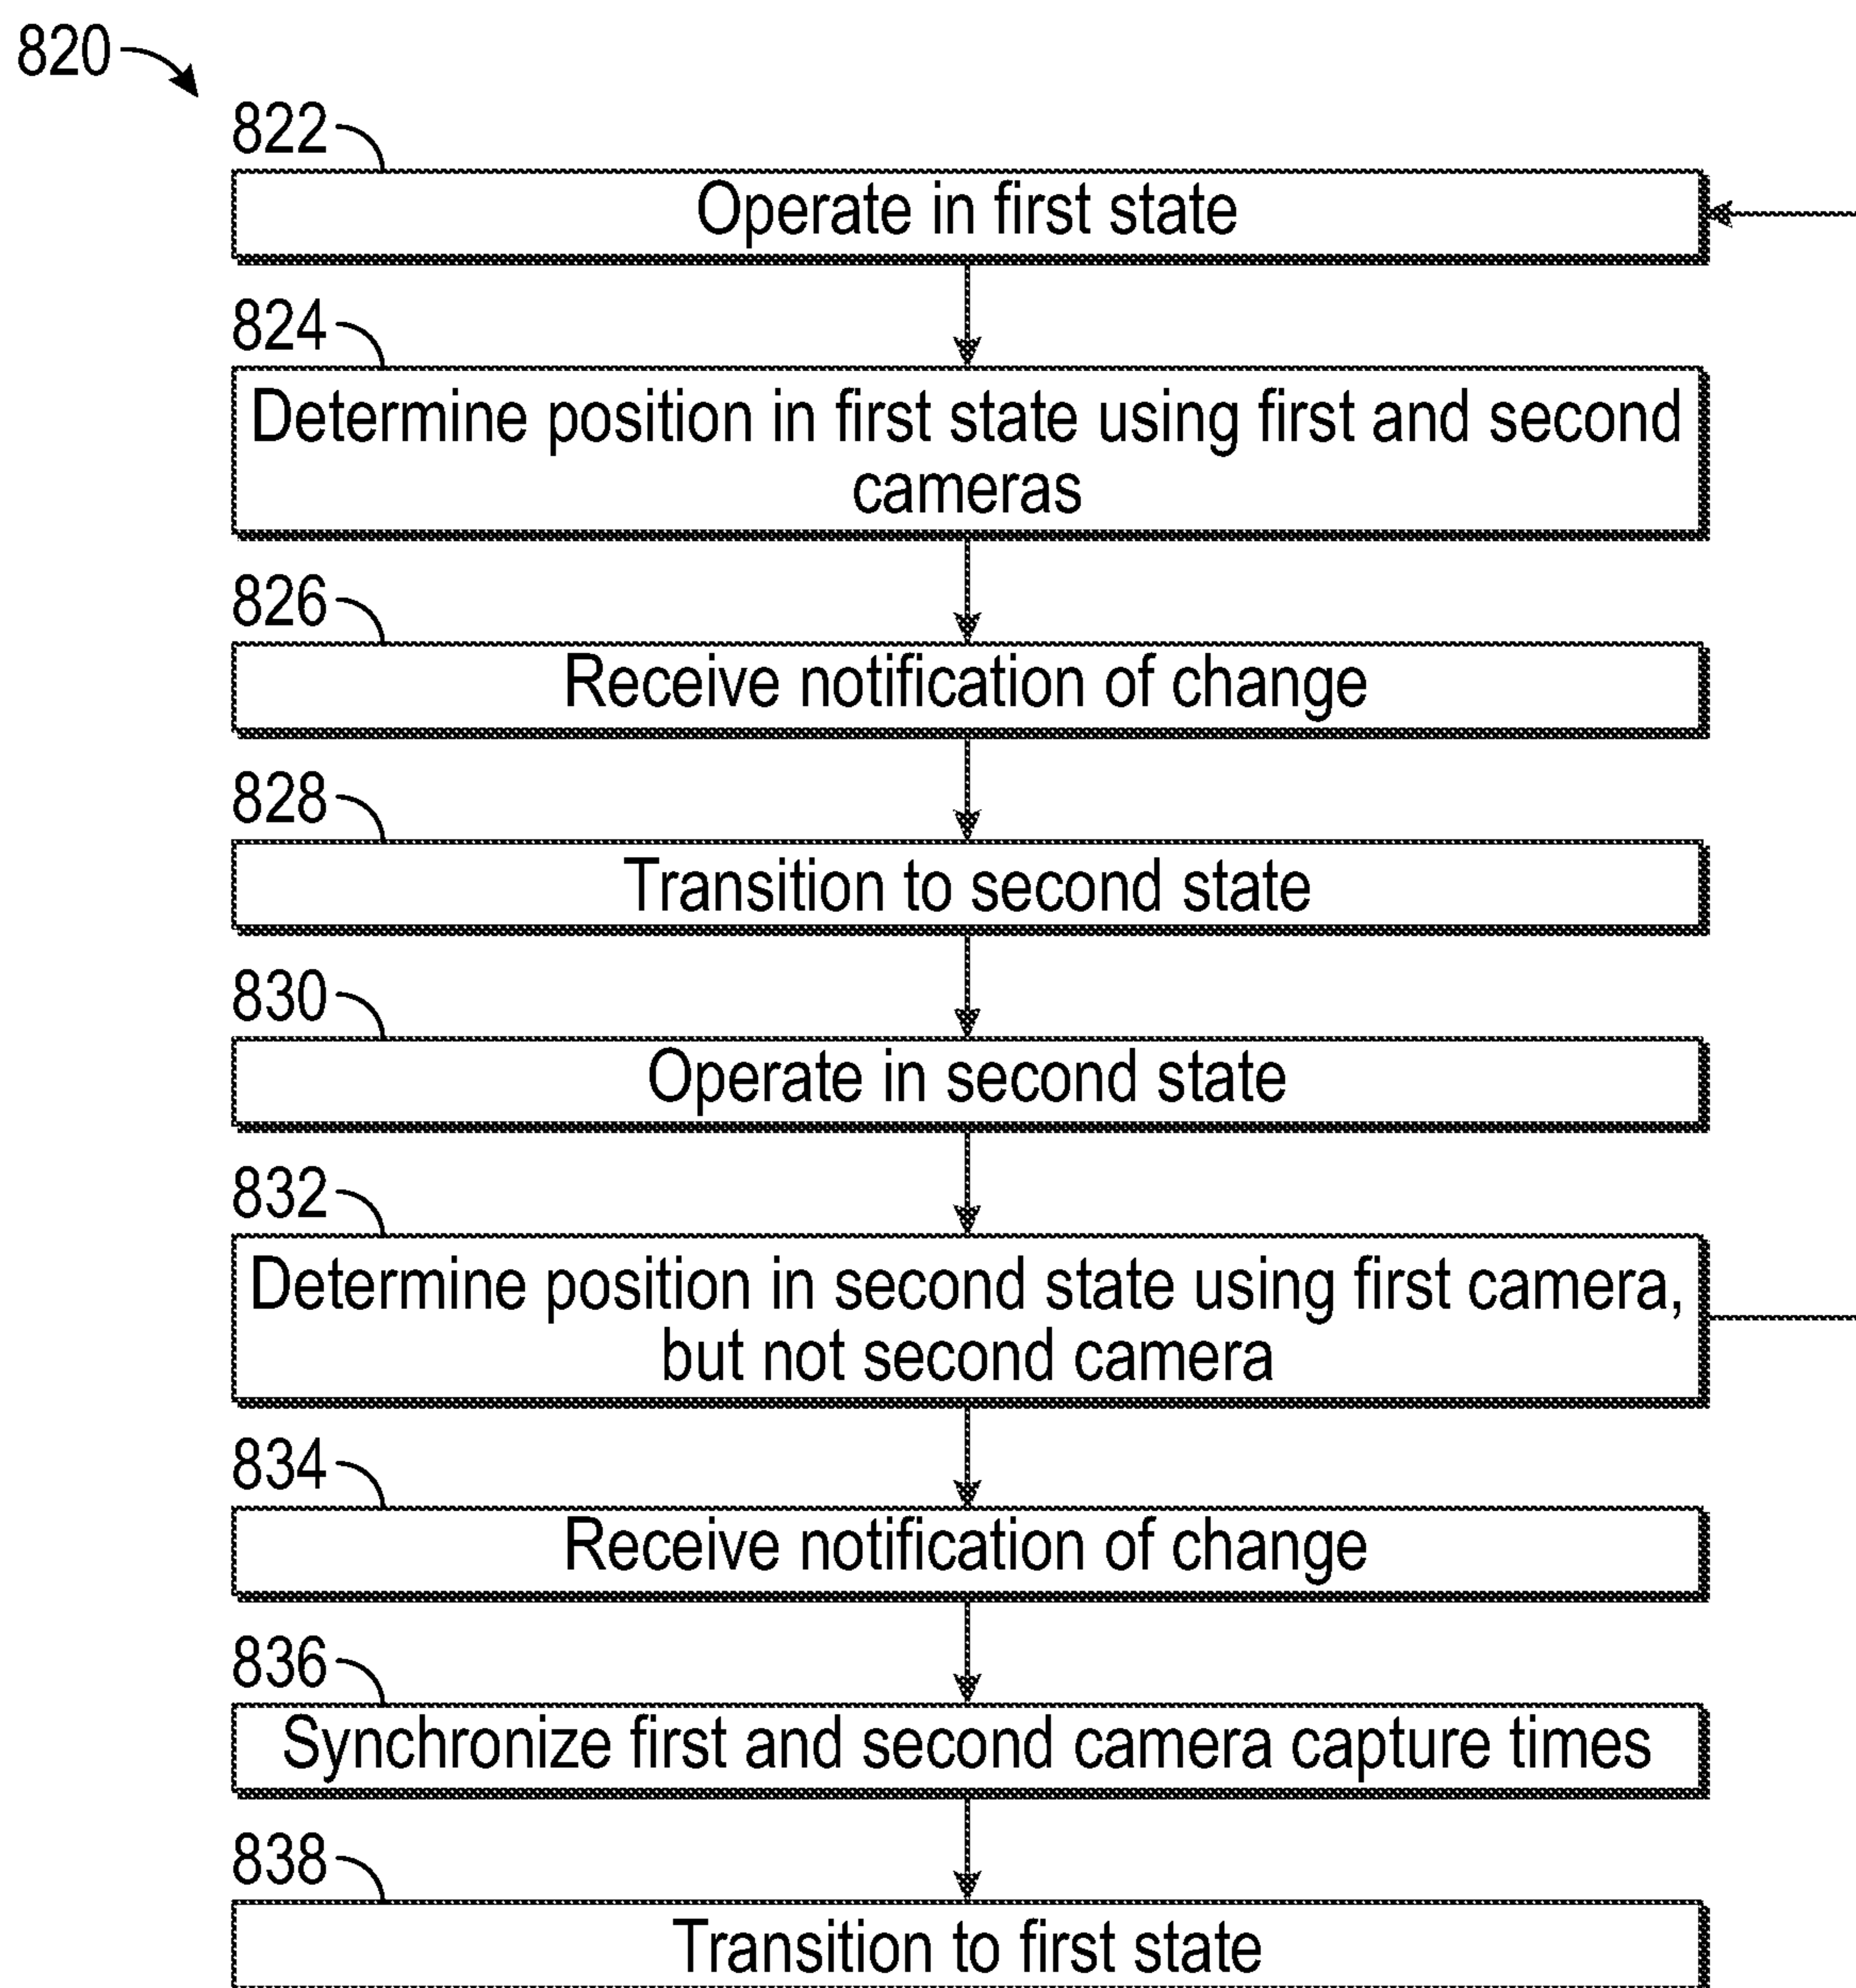 820
822
Operate in first state
824
Determine position in first state using first and second
cameras
826
Receive notification of change
828
Transition to second state
830
Operate in second state
832
Determine position in second state using first camera,
but not second camera
834
Receive notification of change
836
Synchronize first and second camera capture times
838
Transition to first state